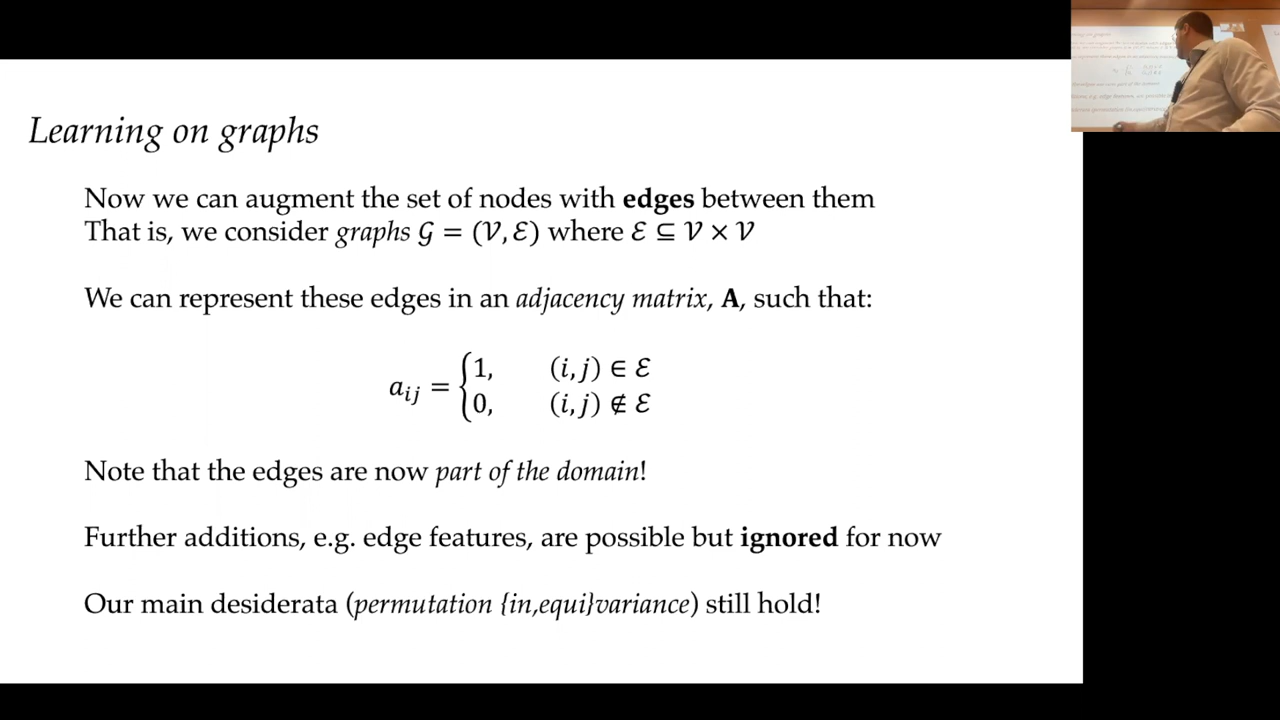 Learning on graphs
Now we can augment the set of nodes with edges between them
That is, we consider graphs 𝒢 = (𝒱, ℰ) where ℰ ⊆ 𝒱 × 𝒱
We can represent these edges in an adjacency matrix, A, such that:
a_{ij} = { 1, (i, j) ∈ ℰ
0, (i, j) ∉ ℰ
Note that the edges are now part of the domain!
Further additions, e.g. edge features, are possible but ignored for now
Our main desiderata (permutation {in,equi}variance) still hold!